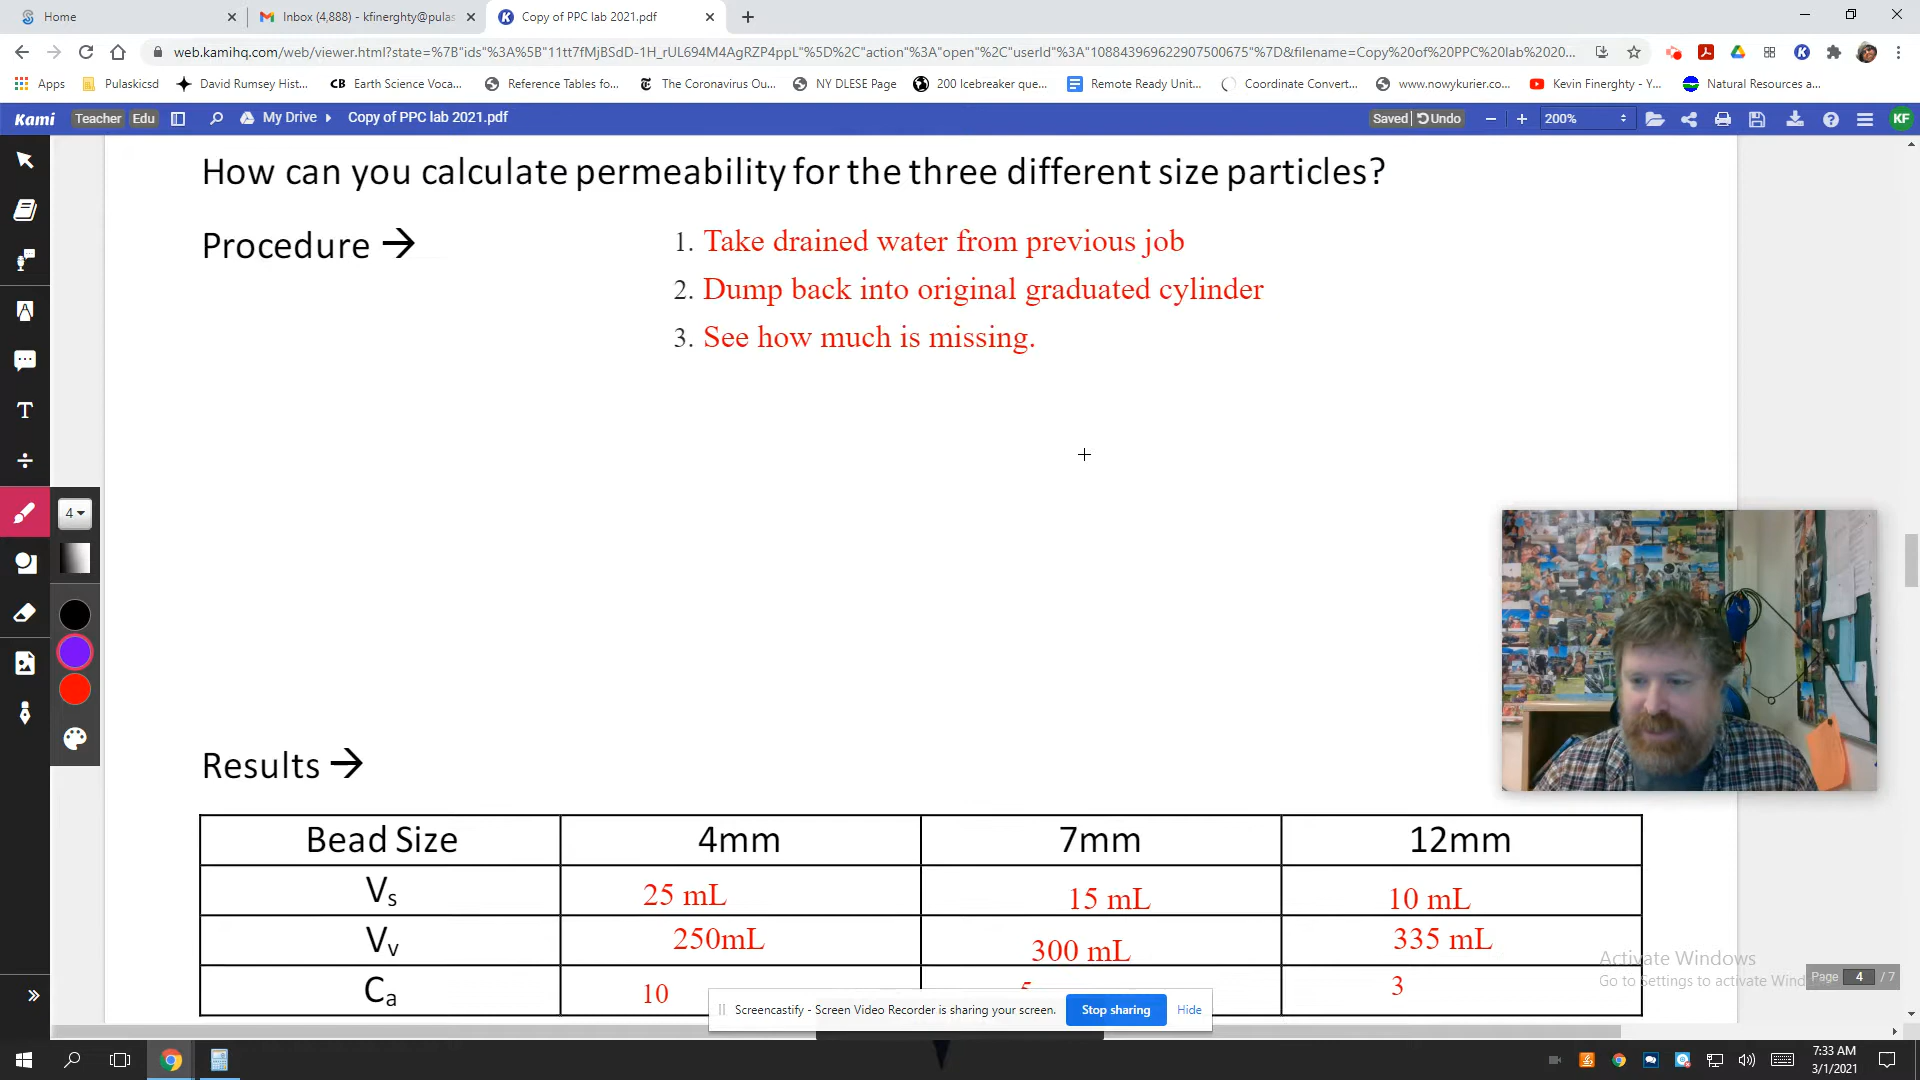 Home
Inbox (4,888) - kfinerghty@pulas
Copy of PPC lab 2021.pdf
web.kamihq.com/web/viewer.html?state=%7B"ids"%3A%5B"11tt7fMjBSdD-1H_rUL694M4AgRZP4ppL"%5D%2C"action"%3A"open"%2C"userId"%3A"108843969622907500675"%7D&filename=Copy%20of%20PPC%20lab%2020...
Apps
Pulaskicsd
David Rumsey Hist...
CB Earth Science Voca...
Reference Tables fo...
The Coronavirus Ou...
NY DLESE Page
200 Icebreaker que...
Remote Ready Unit...
Coordinate Convert...
www.nowykurier.co...
Kevin Finerghty - Y...
Natural Resources a...
Kami Teacher Edu My Drive Copy of PPC lab 2021.pdf Saved Undo 200% KF
How can you calculate permeability for the three different size particles?
Procedure →
1. Take drained water from previous job
2. Dump back into original graduated cylinder
3. See how much is missing.
4
Results →
Bead Size 4mm 7mm 12mm
Vs 25 mL 15 mL 10 mL
Vv 250mL 300 mL 335 mL
Ca 10 5 3
Activate Windows
Go to Settings to activate Wind
Page 4 / 7
Screencastify - Screen Video Recorder is sharing your screen. Stop sharing Hide
7:33 AM
3/1/2021